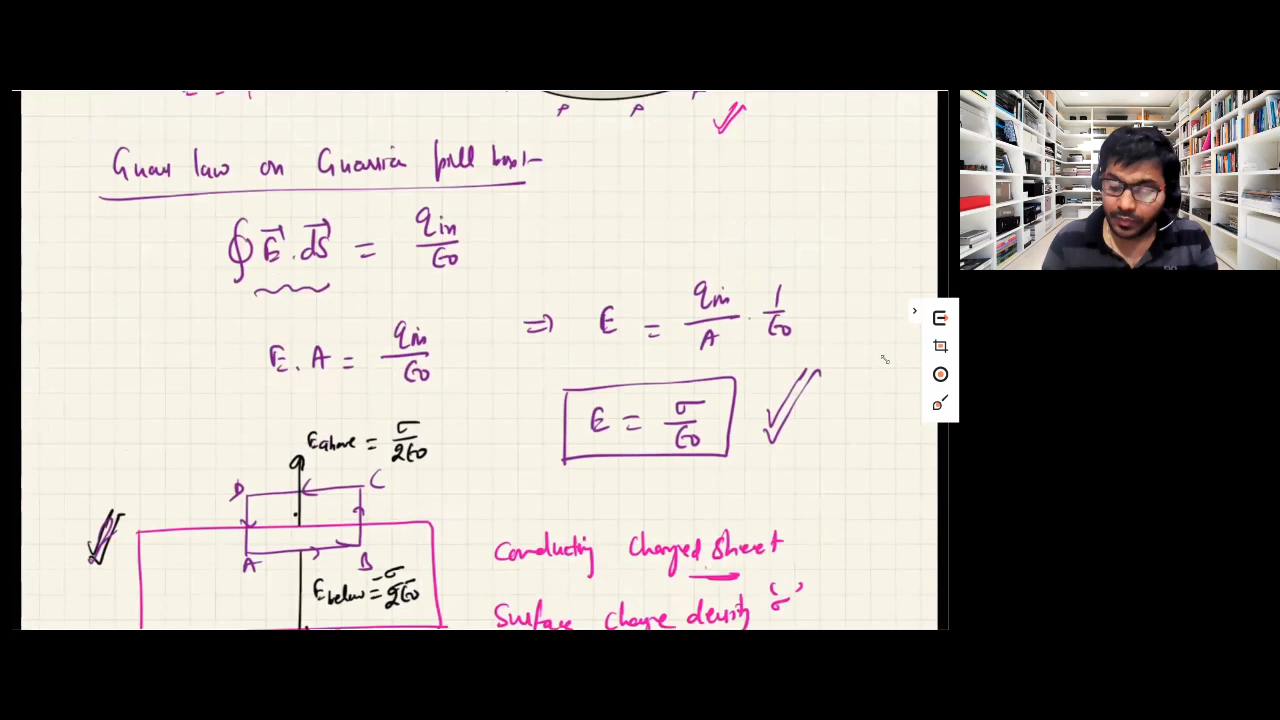 Gauss law on Gaussian pill box:-
∮ E⃗ . dS⃗ = qin/ϵ0
E . A = qin/ϵ0
⇒ E = qin/A . 1/ϵ0
E = σ/ϵ0
Eabove = σ/2ϵ0
D C
A B
Ebelow = -σ/2ϵ0
Conducting Charged Sheet
Surface charge density 'σ'